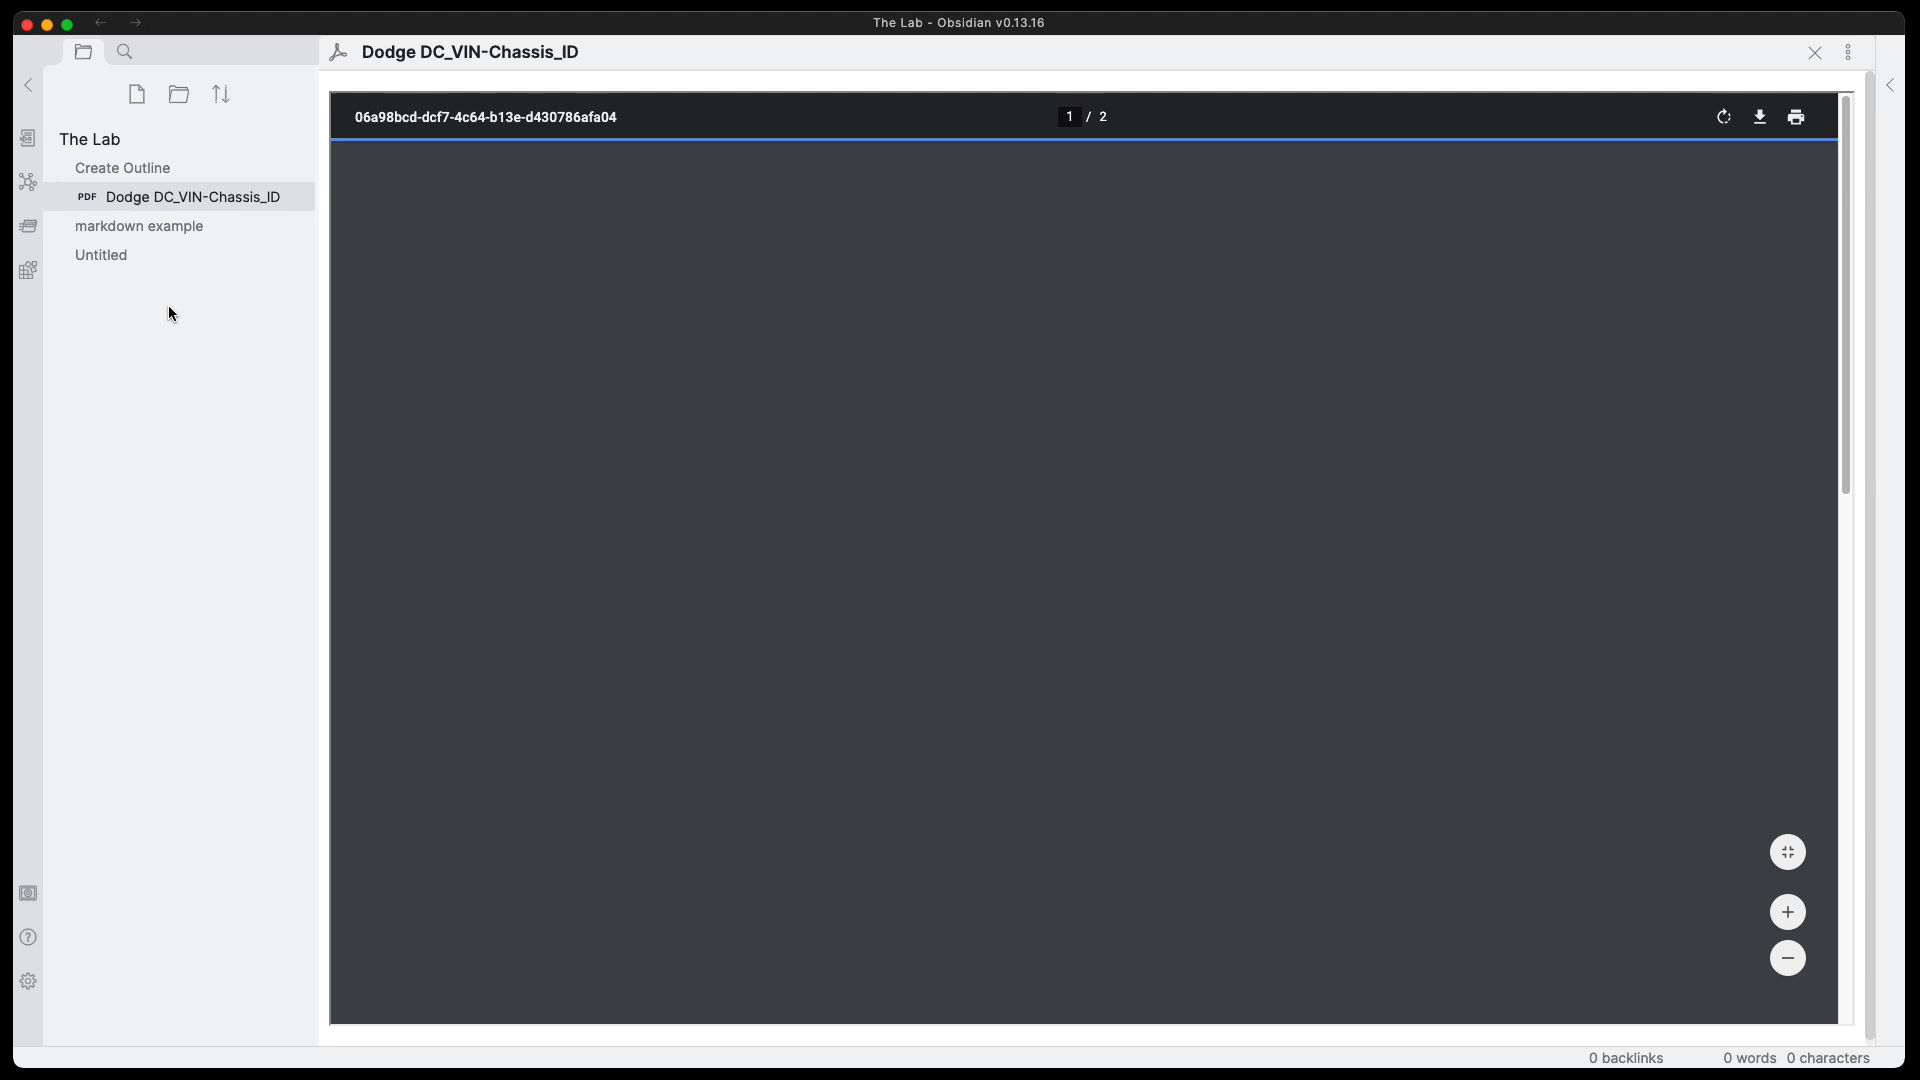 The Lab - Obsidian v0.13.16
Dodge DC_VIN-Chassis_ID
06a98bcd-dcf7-4c64-b13e-d430786afa04
1 / 2
The Lab
Create Outline
PDF Dodge DC_VIN-Chassis_ID
markdown example
Untitled
0 backlinks 0 words 0 characters